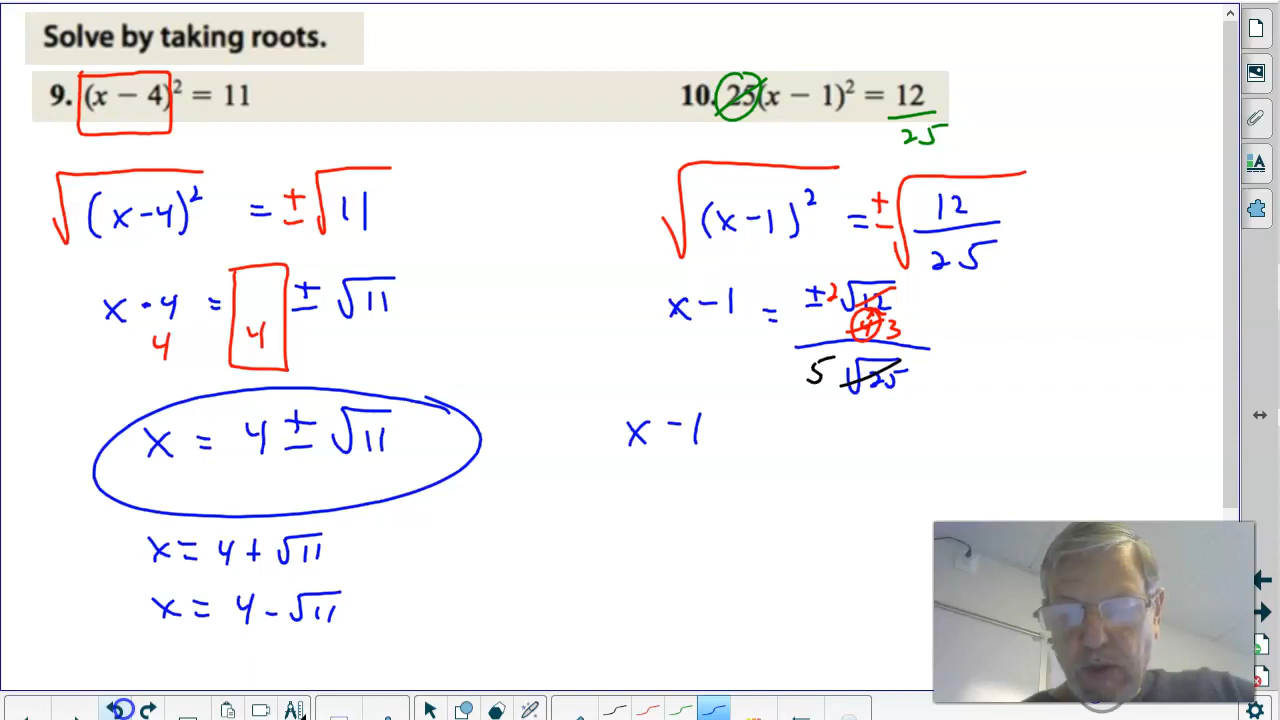 Solve by taking roots.
9. (x − 4)² = 11
10. 25(x − 1)² = 12
25
√(x-4)² = ±√11
√(x-1)² = ±√12/25
x - 4 = ± √11
4 4
x - 1 = ± 2 √12
4 3
5 √25
x = 4 ± √11
x - 1
x = 4 + √11
x = 4 - √11